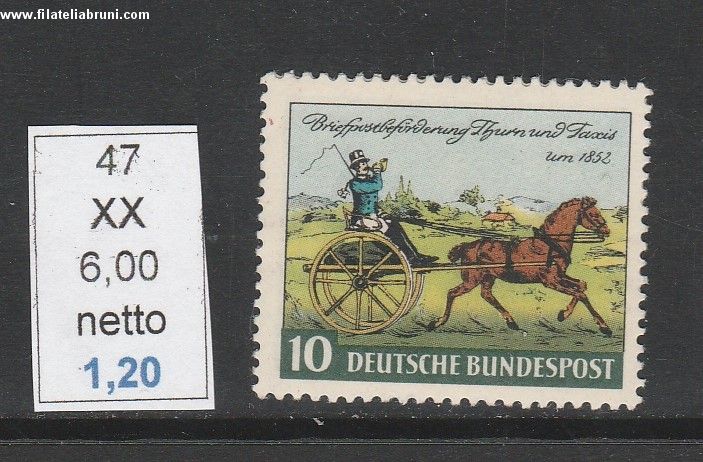 www.filateliabruni.com
47
XX
6,00
netto
1,20
Briefpostbeförderung Thurn und Taxis
um 1852
10 DEUTSCHE BUNDESPOST